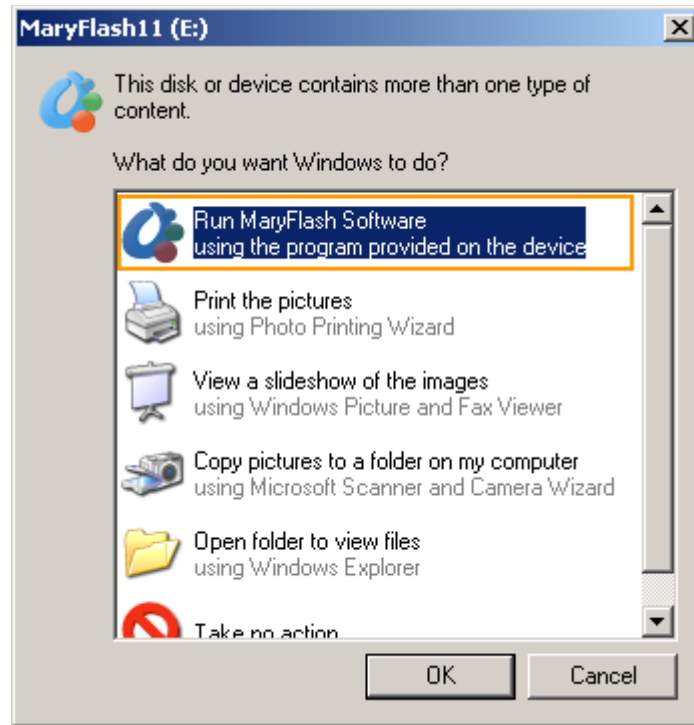 MaryFlash11 (E:)
This disk or device contains more than one type of
content.
What do you want Windows to do?
Run MaryFlash Software
using the program provided on the device
Print the pictures
using Photo Printing Wizard
View a slideshow of the images
using Windows Picture and Fax Viewer
Copy pictures to a folder on my computer
using Microsoft Scanner and Camera Wizard
Open folder to view files
using Windows Explorer
Take no action
OK
Cancel